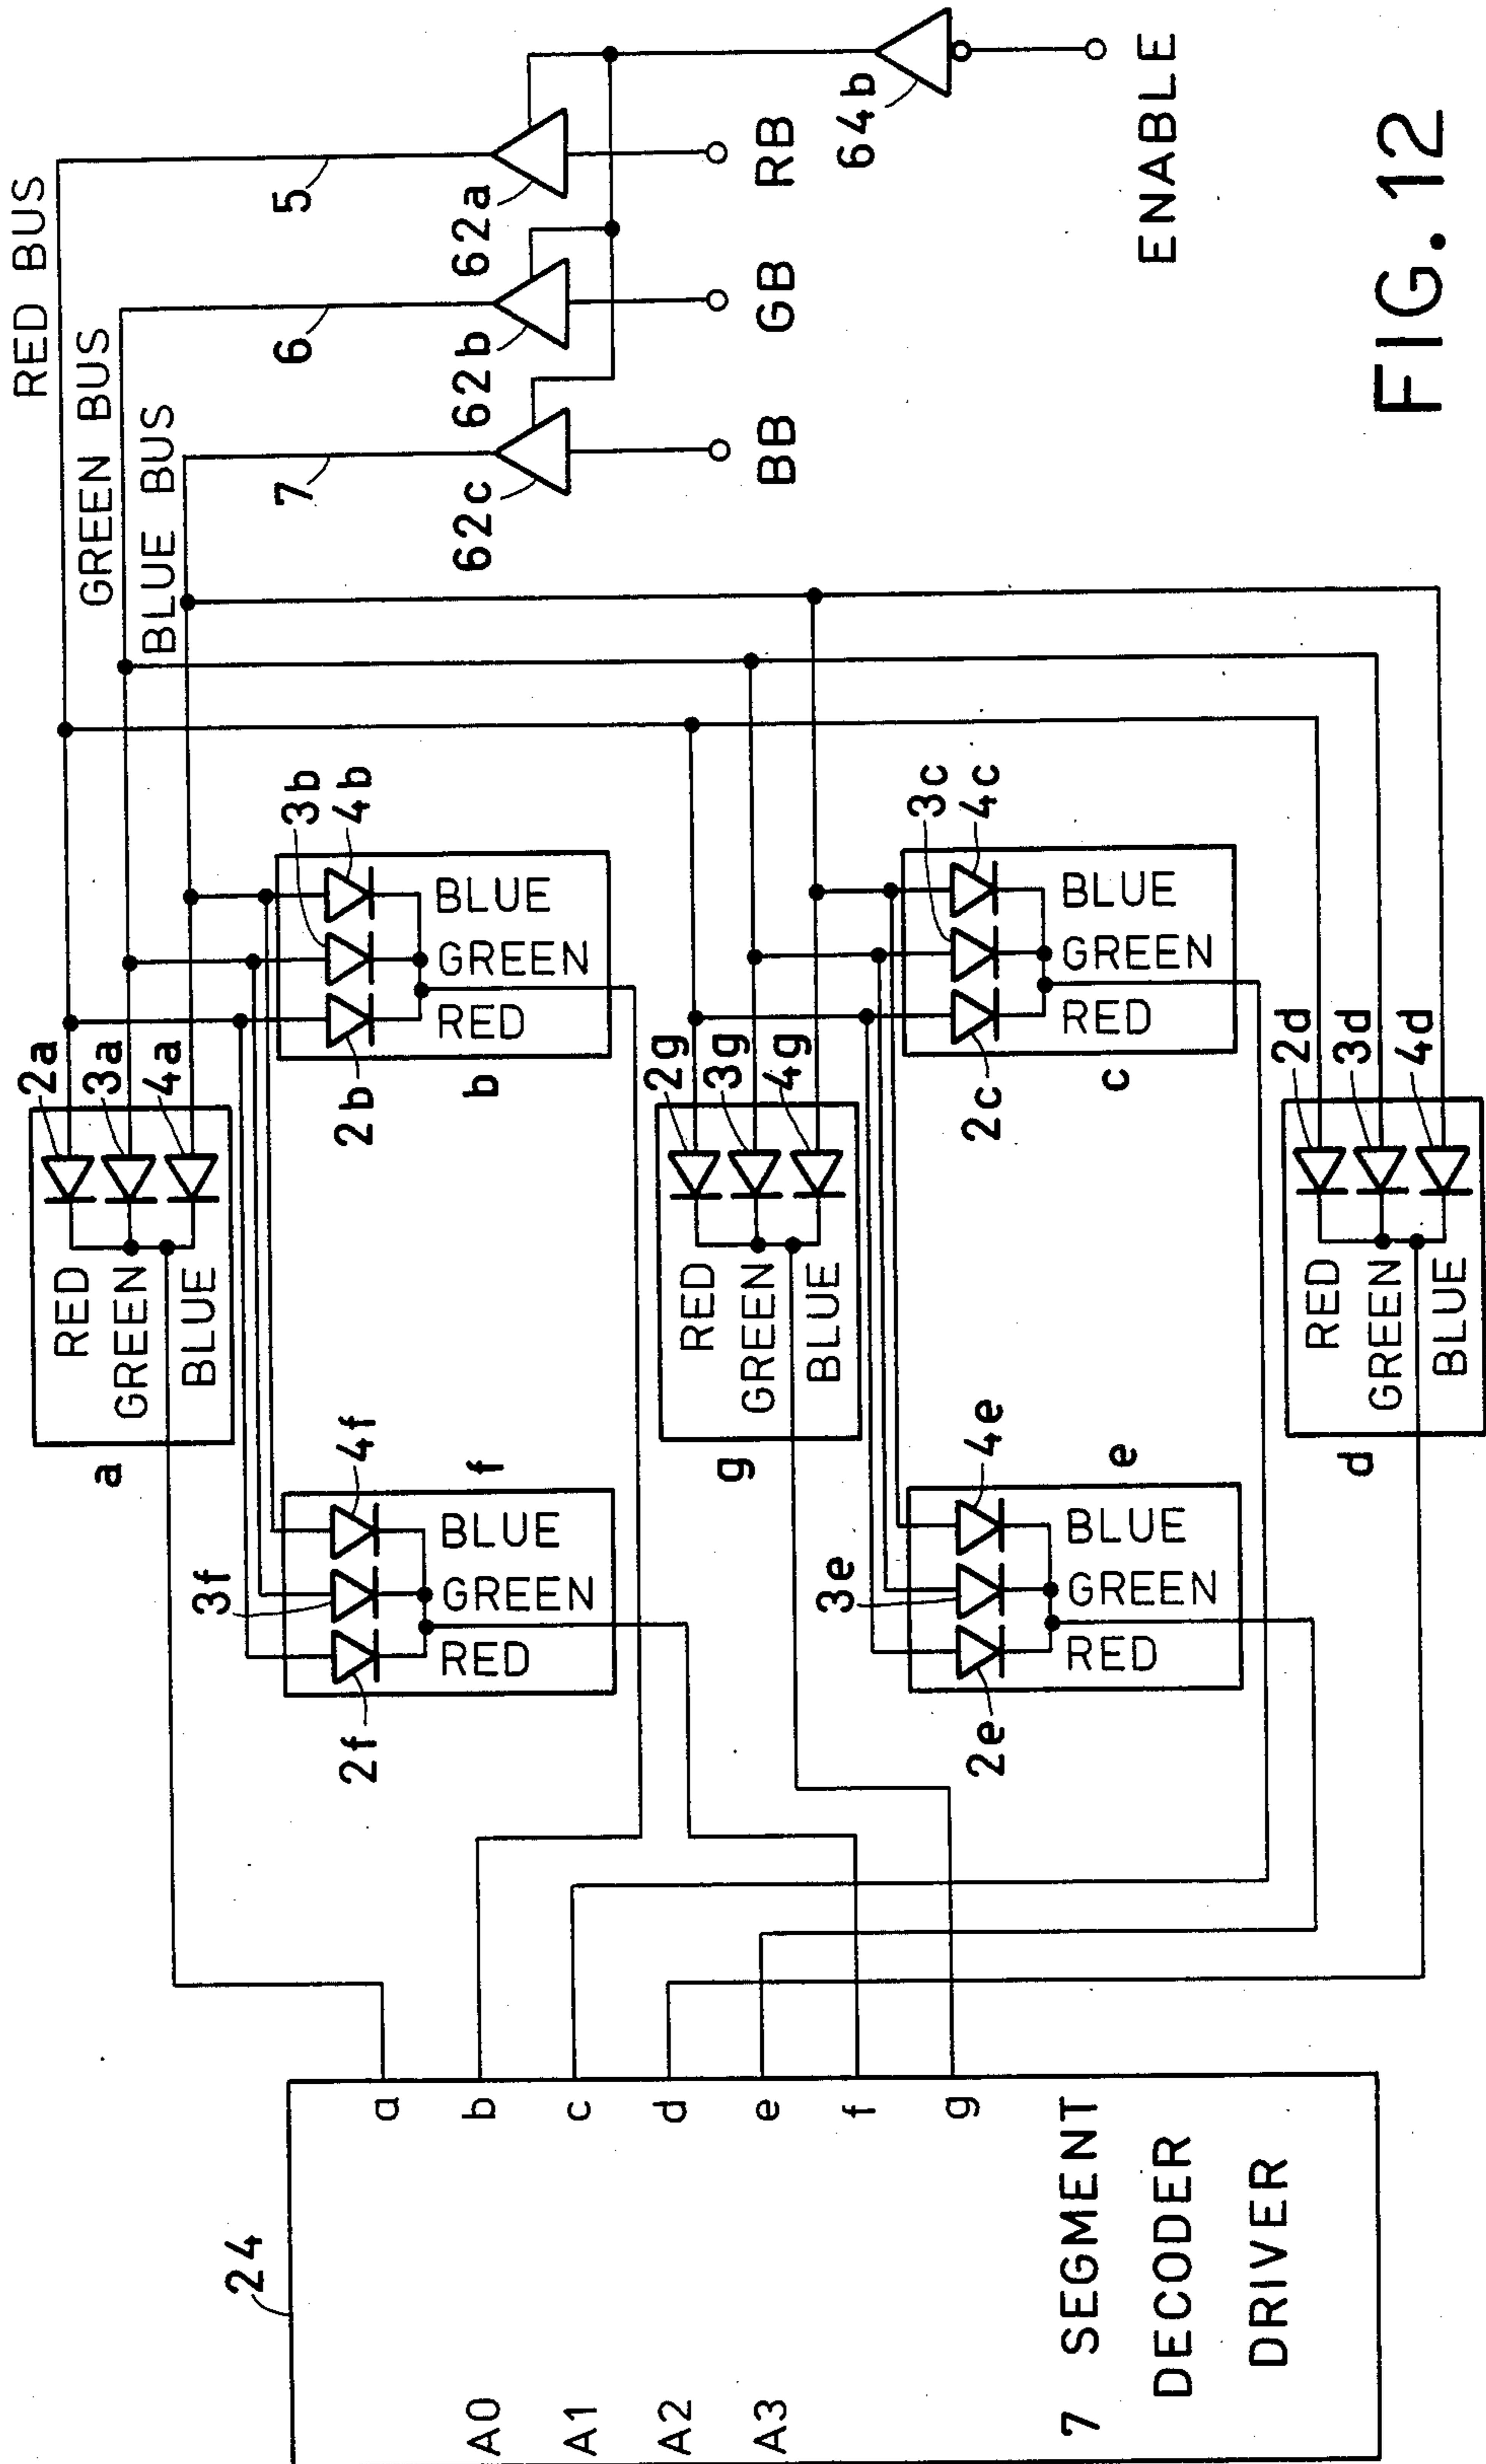 RED BUS
GREEN BUS
BLUE BUS
5
6
7
62a
62b
62c
RB
GB
BB
64b
ENABLE
2a
3a
4a
RED
GREEN
BLUE
a
3b
4b
BLUE
GREEN
RED
2b
b
3f
4f
f
BLUE
GREEN
RED
2f
2g
3g
4g
RED
GREEN
BLUE
g
3c
4c
BLUE
GREEN
RED
2c
c
3e
4e
e
BLUE
GREEN
RED
2e
2d
3d
4d
RED
GREEN
BLUE
d
24
a
b
c
d
e
f
g
A0
A1
A2
A3
7 SEGMENT
DECODER
DRIVER
FIG. 12